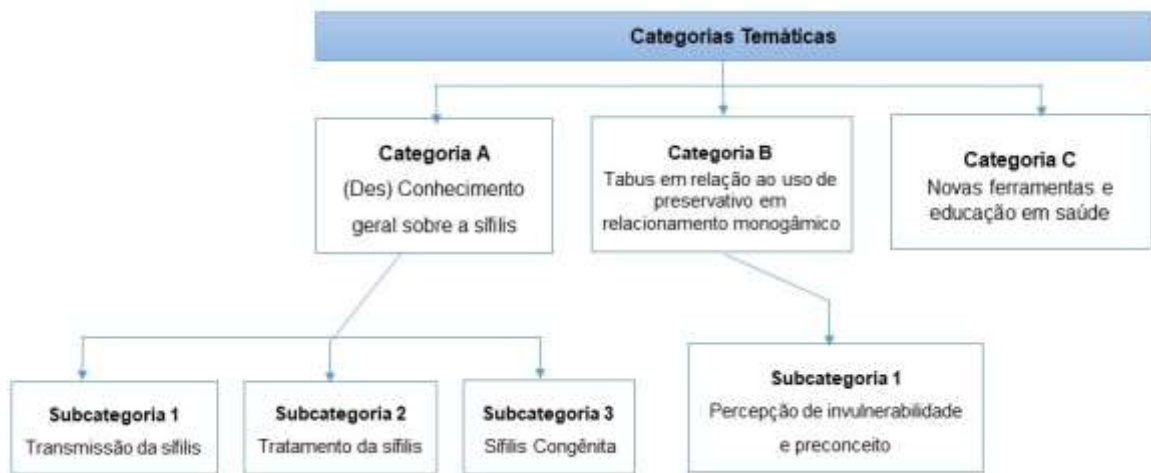 Categorias Temáticas
Categoria A
(Des) Conhecimento
geral sobre a sífilis
Categoria B
Tabus em relação ao uso de
preservativo em
relacionamento monogâmico
Categoria C
Novas ferramentas e
educação em saúde
Subcategoria 1
Transmissão da sífilis
Subcategoria 2
Tratamento da sífilis
Subcategoria 3
Sífilis Congênita
Subcategoria 1
Percepção de invulnerabilidade
e preconceito